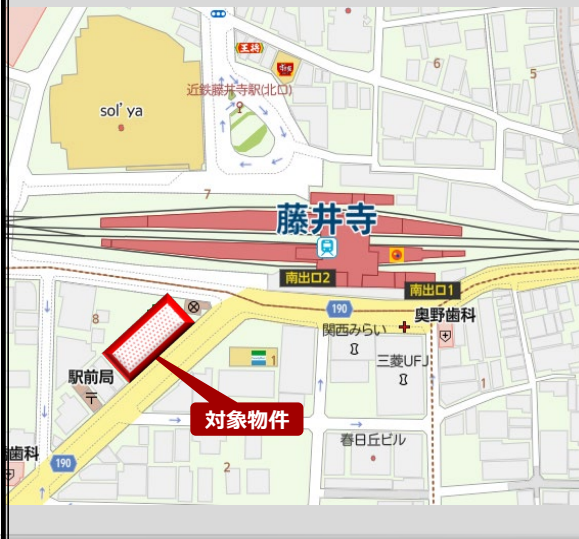 王将
すき家
近鉄藤井寺駅(北口)
sol'ya
6
5
7
藤井寺
南出口2
南出口1
190
奥野歯科
関西みらい
三菱UFJ
8
駅前局
1
1
対象物件
春日丘ビル
歯科
190
2